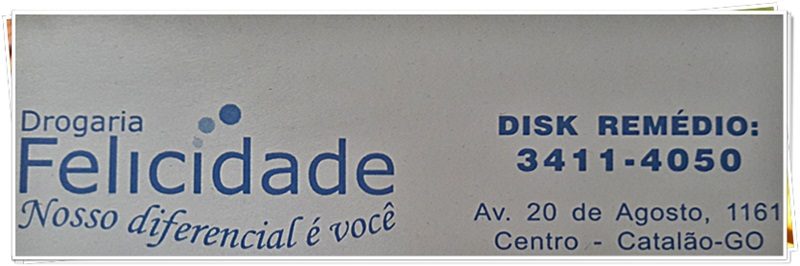 Drogaria
Felicidade
Nosso diferencial é você
DISK REMÉDIO:
3411-4050
Av. 20 de Agosto, 1161
Centro - Catalão-GO